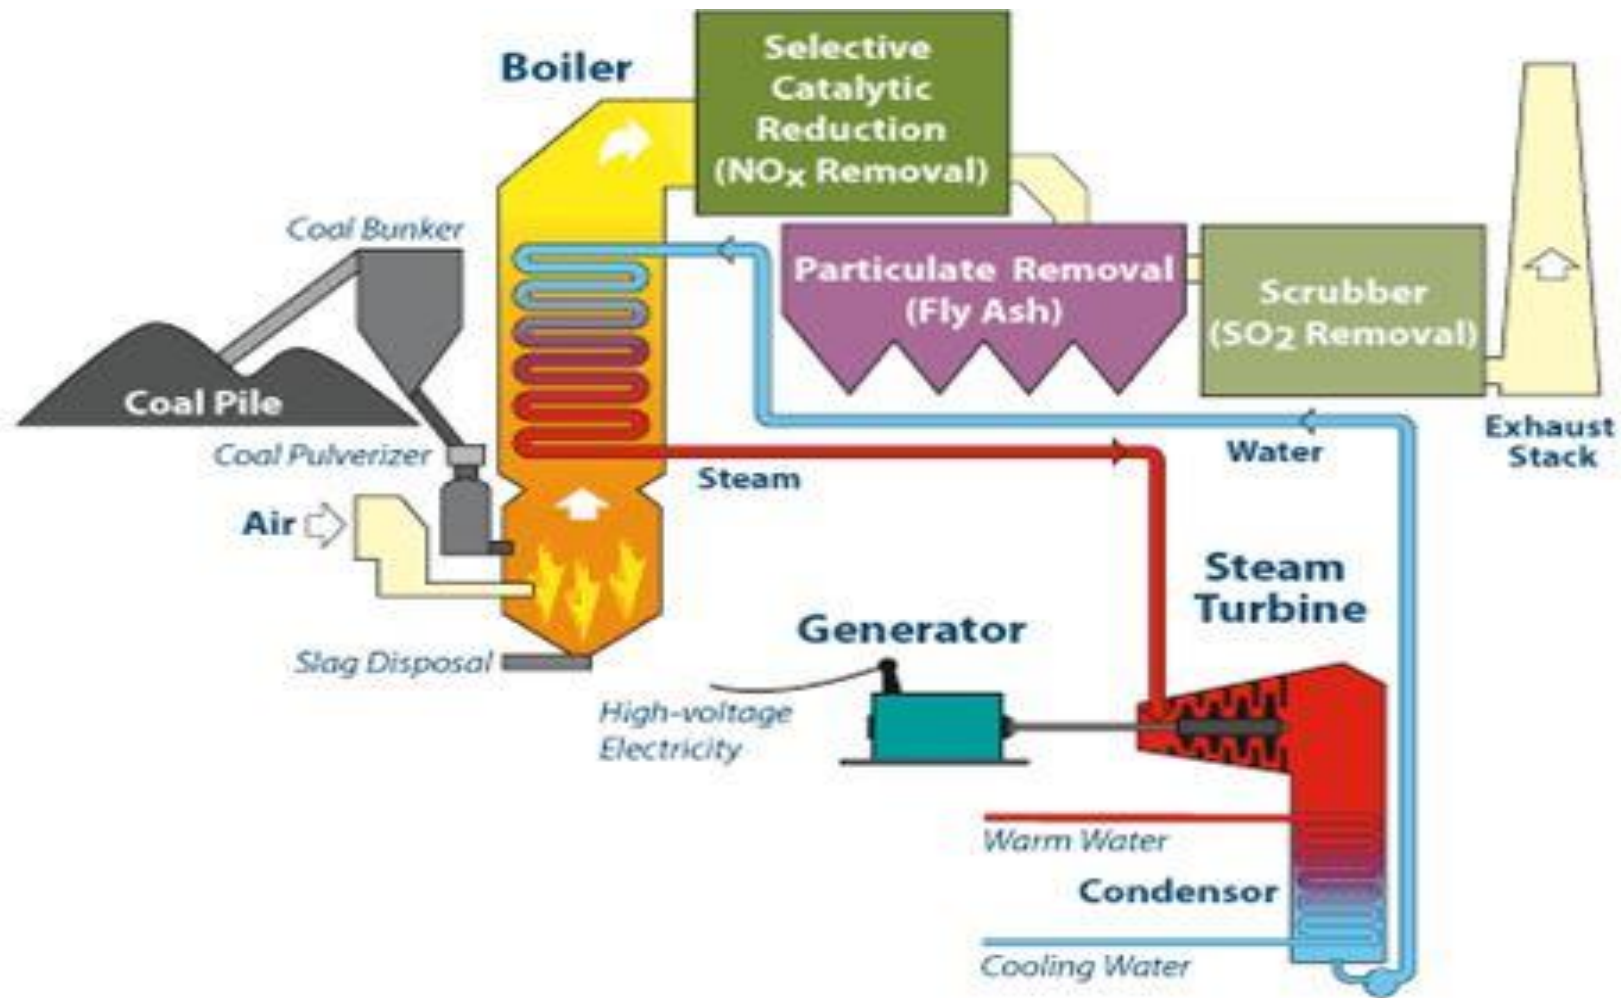 Boiler
Selective
Catalytic
Reduction
(NOx Removal)
Coal Bunker
Particulate Removal
(Fly Ash)
Scrubber
(SO2 Removal)
Coal Pile
Exhaust
Stack
Coal Pulverizer
Steam
Water
Air
Steam
Turbine
Generator
Slag Disposal
High-voltage
Electricity
Warm Water
Condensor
Cooling Water